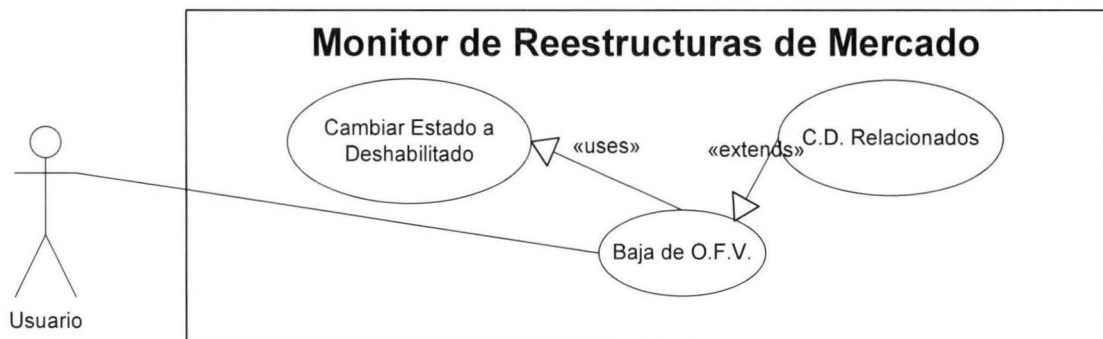 Monitor de Reestructuras de Mercado
Cambiar Estado a
Deshabilitado
«uses»
«extends»
C.D. Relacionados
Baja de O.F.V.
Usuario